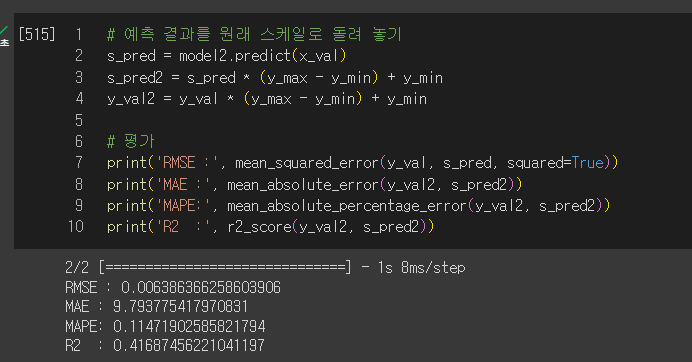 [515] 1 # 예측 결과를 원래 스케일로 돌려 놓기
초 2 s_pred = model2.predict(x_val)
3 s_pred2 = s_pred * (y_max - y_min) + y_min
4 y_val2 = y_val * (y_max - y_min) + y_min
5
6 # 평가
7 print('RMSE :', mean_squared_error(y_val, s_pred, squared=True))
8 print('MAE :', mean_absolute_error(y_val2, s_pred2))
9 print('MAPE:', mean_absolute_percentage_error(y_val2, s_pred2))
10 print('R2  :', r2_score(y_val2, s_pred2))
2/2 [==============================] - 1s 8ms/step
RMSE : 0.006386366258603906
MAE : 9.793775417970831
MAPE: 0.11471902585821794
R2  : 0.41687456221041197